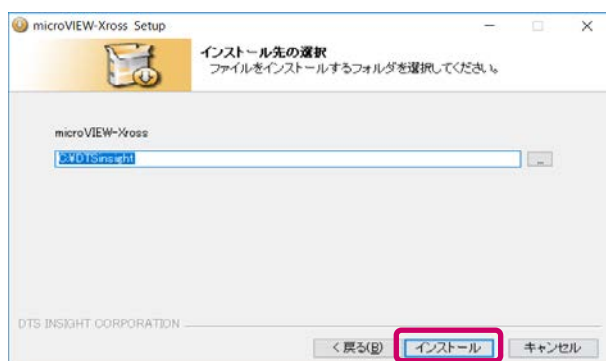 microVIEW-Xross Setup
インストール先の選択
ファイルをインストールするフォルダを選択してください。
microVIEW-Xross
C:¥DTSinsight
...
DTS INSIGHT CORPORATION
< 戻る(B)
インストール
キャンセル